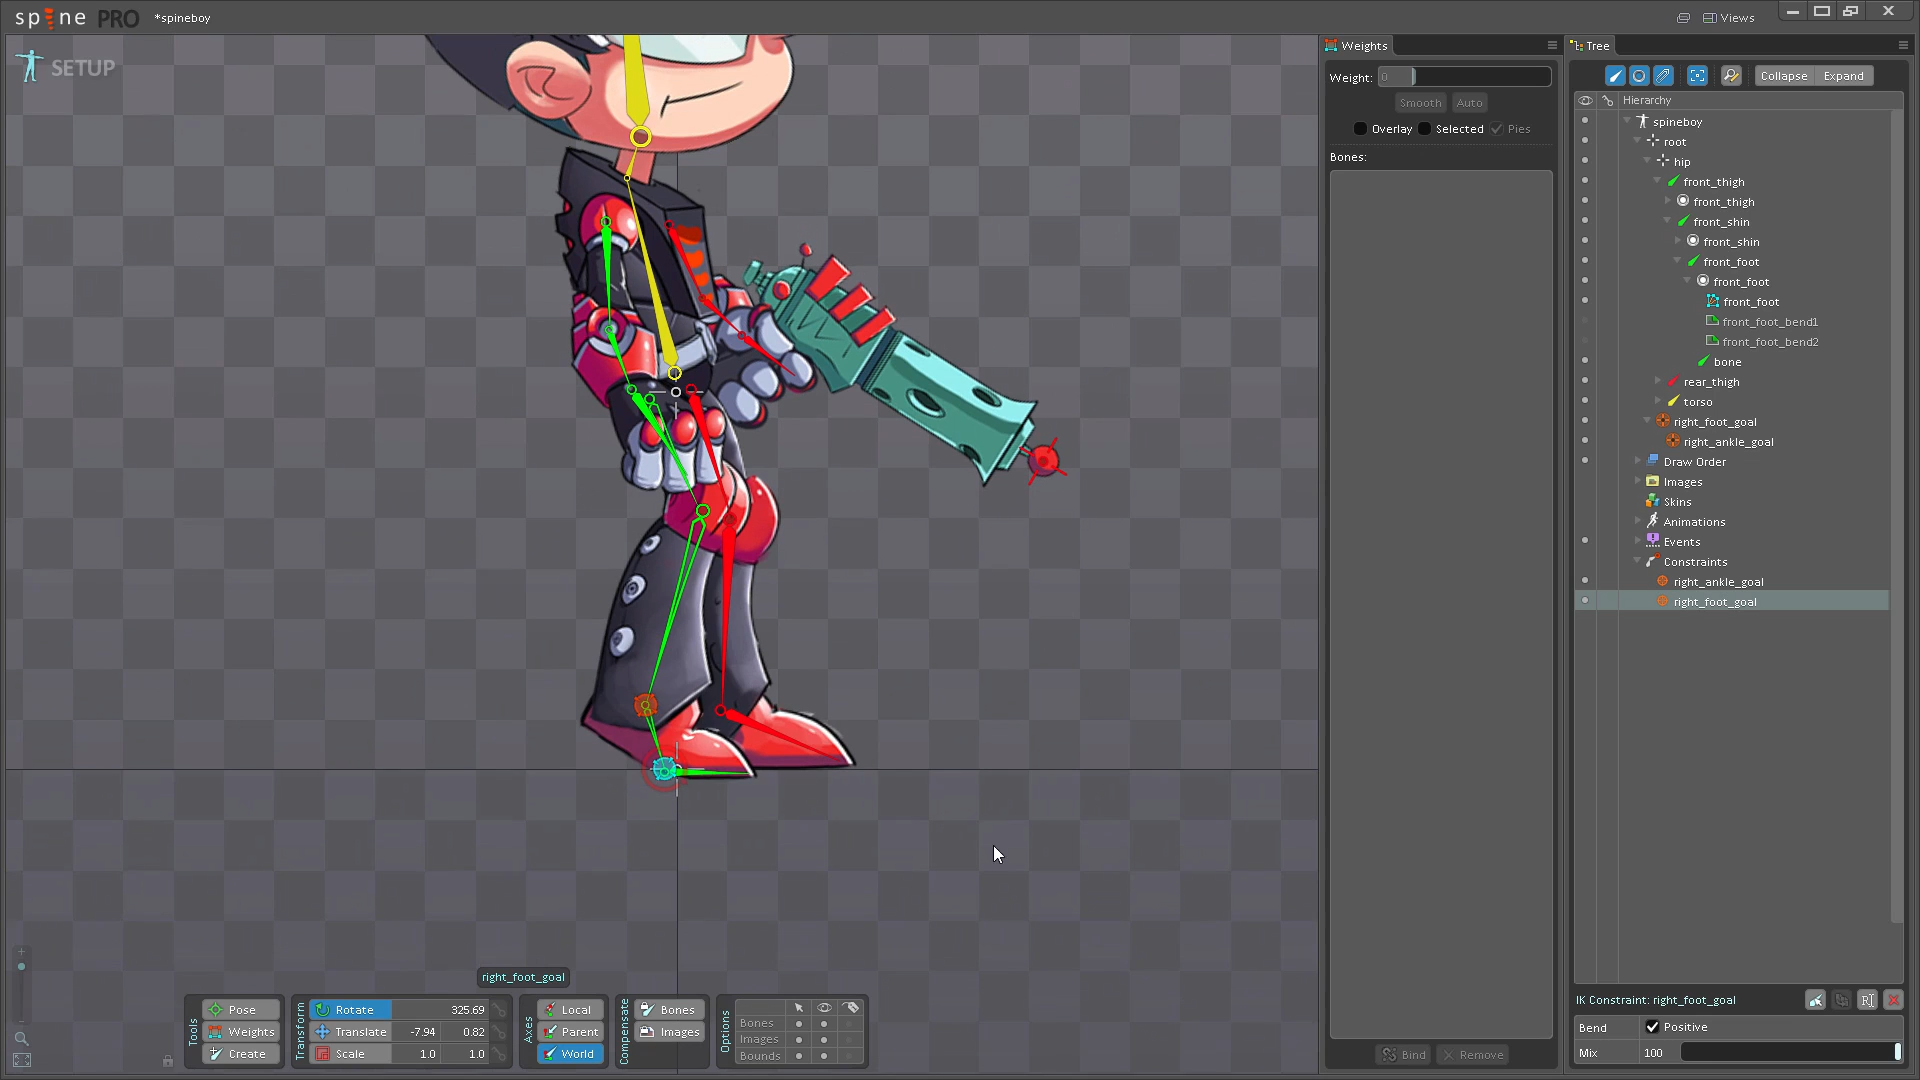 spine PRO *spineboy
Views
SETUP
Weights
Weight: 0
Smooth Auto
Overlay Selected Pies
Bones:
Bind Remove
Tree
Collapse Expand
Hierarchy
spineboy
root
hip
front_thigh
front_thigh
front_shin
front_shin
front_foot
front_foot
front_foot
front_foot_bend1
front_foot_bend2
bone
rear_thigh
torso
right_foot_goal
right_ankle_goal
Draw Order
Images
Skins
Animations
Events
Constraints
right_ankle_goal
right_foot_goal
IK Constraint: right_foot_goal
Bend Positive
Mix 100
right_foot_goal
Tools
Pose
Weights
Create
Transform
Rotate 325.69
Translate -7.94 0.82
Scale 1.0 1.0
Axes
Local
Parent
World
Compensate
Bones
Images
Options
Bones
Images
Bounds